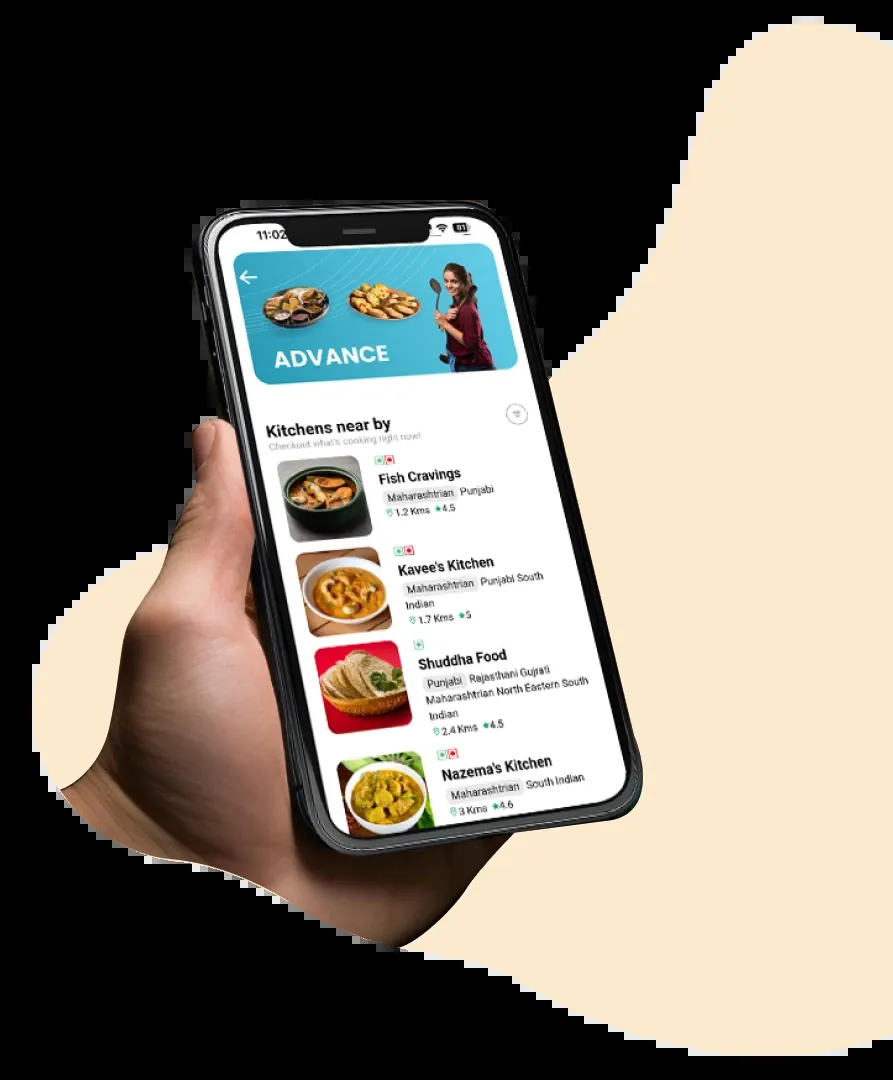 11:02
81
ADVANCE
Kitchens near by
Checkout what's cooking right now!
Fish Cravings
Maharashtrian Punjabi
1.2 Kms ★4.5
Kavee's Kitchen
Maharashtrian Punjabi South
Indian
1.7 Kms ★5
Shuddha Food
Punjabi Rajasthani Gujrati
Maharashtrian North Eastern South
Indian
2.4 Kms ★4.5
Nazema's Kitchen
Maharashtrian South Indian
3 Kms ★4.6